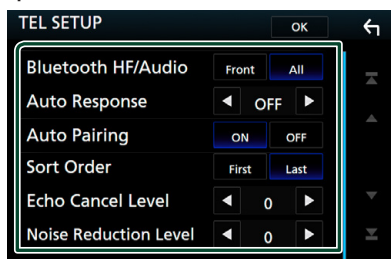 TEL SETUP OK
Bluetooth HF/Audio Front All
Auto Response OFF
Auto Pairing ON OFF
Sort Order First Last
Echo Cancel Level 0
Noise Reduction Level 0